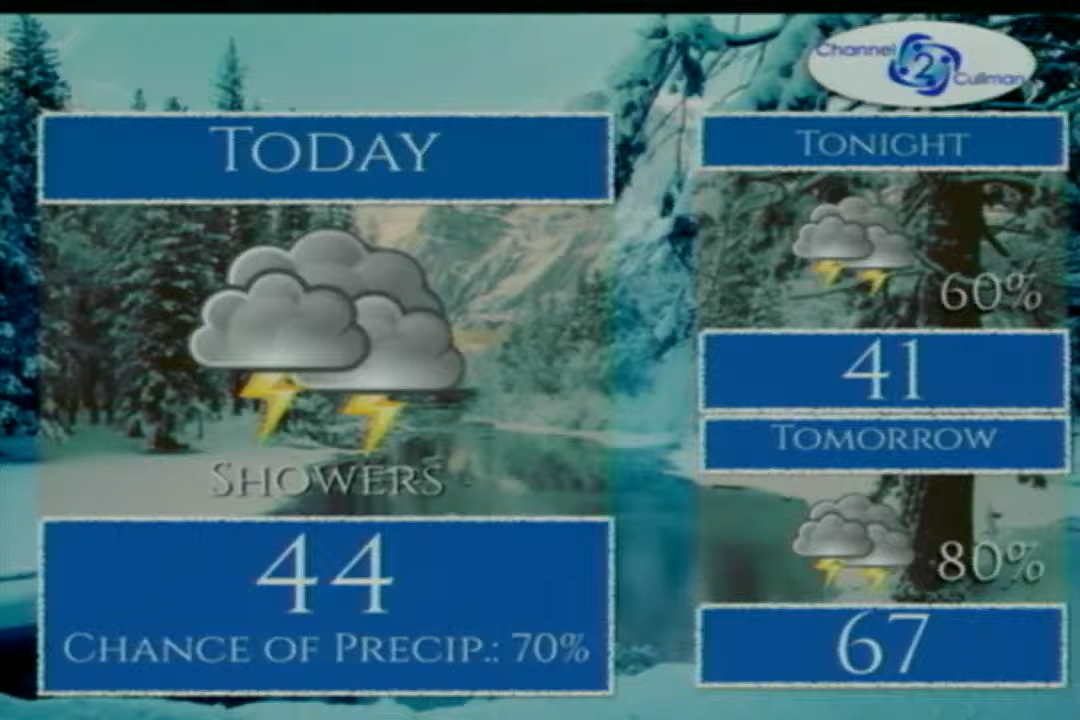 Channel 2 Cullman
TODAY
SHOWERS
44
CHANCE OF PRECIP.: 70%
TONIGHT
60%
41
TOMORROW
80%
67